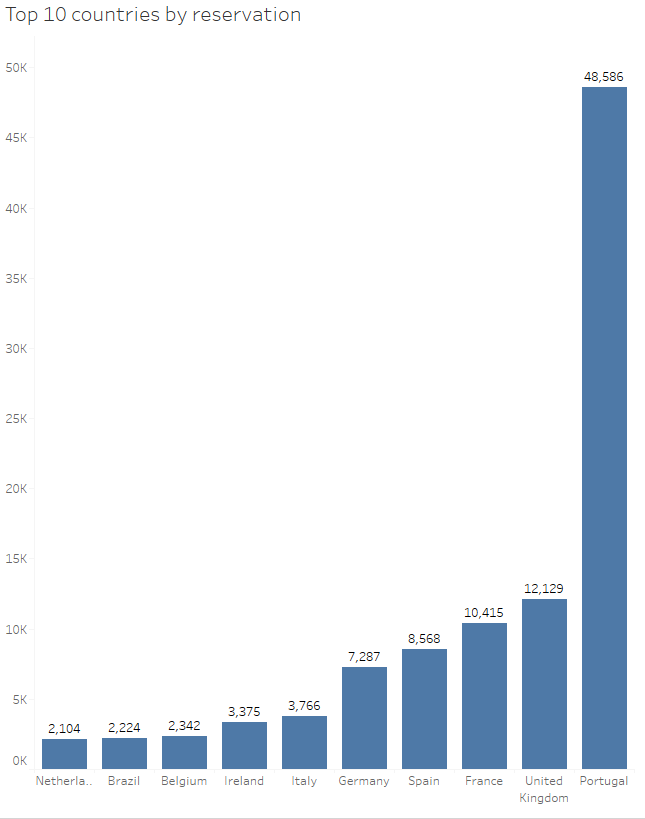 Top 10 countries by reservation
50K
45K
40K
35K
30K
25K
20K
15K
10K
5K
0K
2,104
2,224
2,342
3,375
3,766
7,287
8,568
10,415
12,129
48,586
Netherla..
Brazil
Belgium
Ireland
Italy
Germany
Spain
France
United
Kingdom
Portugal